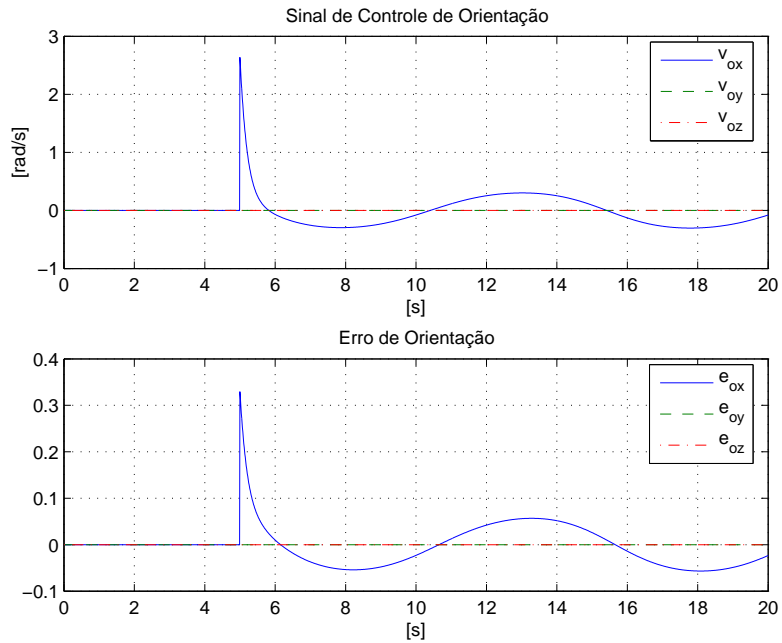 Sinal de Controle de Orientação
3
2
1
0
−1
[rad/s]
v_ox
v_oy
v_oz
0 2 4 6 8 10 12 14 16 18 20
[s]
Erro de Orientação
0.4
0.3
0.2
0.1
0
−0.1
e_ox
e_oy
e_oz
0 2 4 6 8 10 12 14 16 18 20
[s]